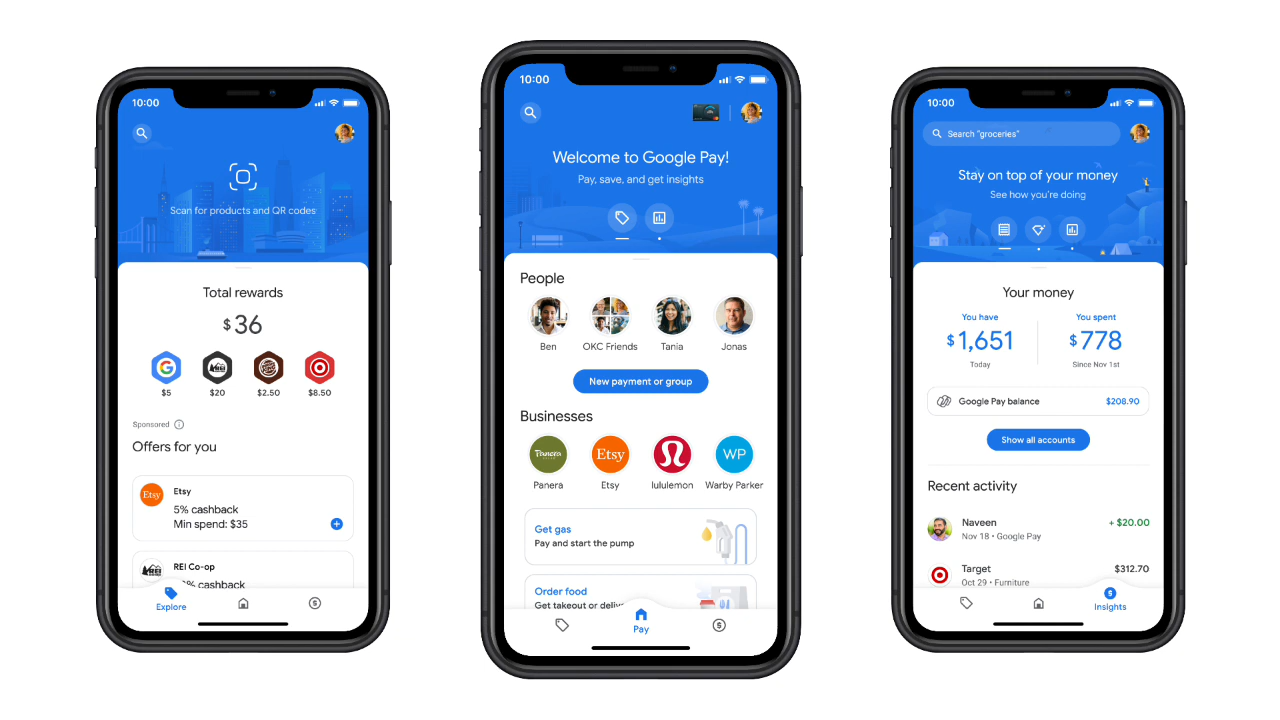 10:00
Scan for products and QR codes
Total rewards
$36
G
REI
$5
$20
$2.50
$8.50
Sponsored
Offers for you
Etsy
Etsy
5% cashback
Min spend: $35
REI
REI Co-op
% cashback
Explore
10:00
Welcome to Google Pay!
Pay, save, and get insights
People
Ben
OKC Friends
Tania
Jonas
New payment or group
Businesses
Panera
Etsy
WP
Panera
Etsy
lululemon
Warby Parker
Get gas
Pay and start the pump
Order food
Get takeout or
Pay
10:00
Search "groceries"
Stay on top of your money
See how you're doing
Your money
You have
You spent
$1,651
$778
Today
Since Nov 1st
Google Pay balance
$208.90
Show all accounts
Recent activity
Naveen
+ $20.00
Nov 18 • Google Pay
Target
$312.70
Oct 29 • Furniture
Insights